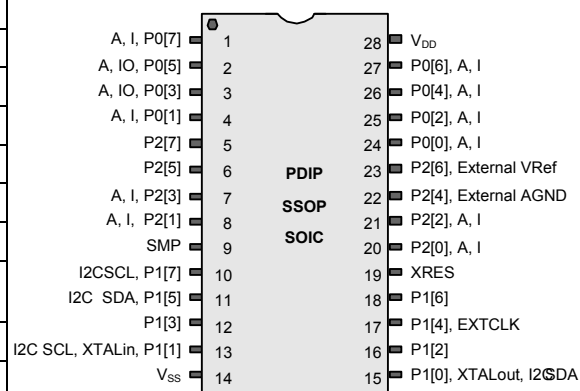 A, I, P0[7] 1 28 VDD
A, IO, P0[5] 2 27 P0[6], A, I
A, IO, P0[3] 3 26 P0[4], A, I
A, I, P0[1] 4 25 P0[2], A, I
P2[7] 5 24 P0[0], A, I
P2[5] 6 PDIP 23 P2[6], External VRef
A, I, P2[3] 7 SSOP 22 P2[4], External AGND
A, I, P2[1] 8 21 P2[2], A, I
SMP 9 SOIC 20 P2[0], A, I
I2CSCL, P1[7] 10 19 XRES
I2C SDA, P1[5] 11 18 P1[6]
P1[3] 12 17 P1[4], EXTCLK
I2C SCL, XTALin, P1[1] 13 16 P1[2]
VSS 14 15 P1[0], XTALout, I2CSDA